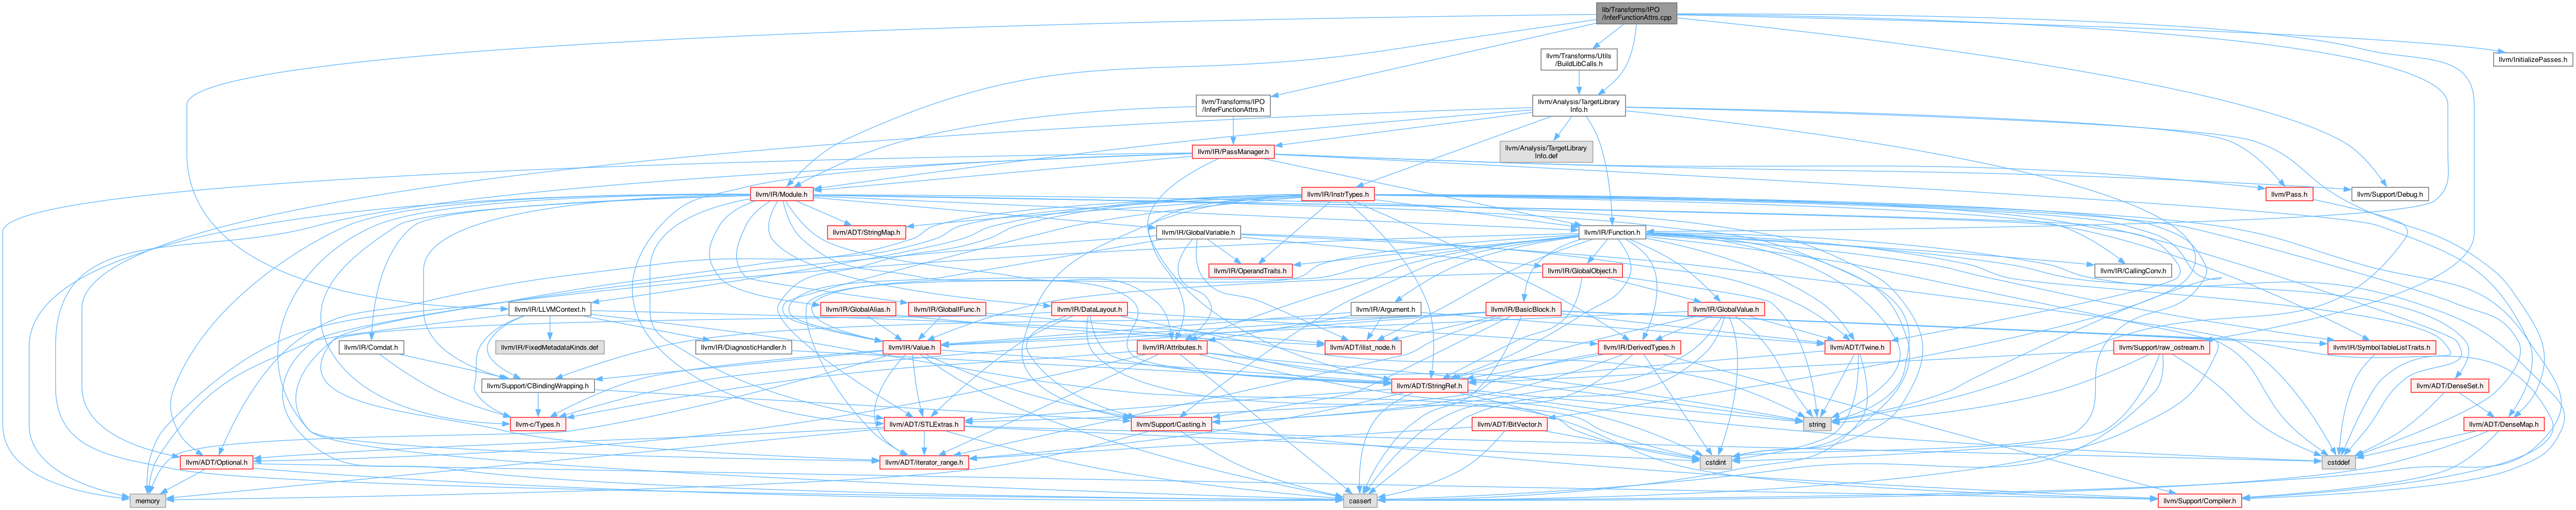 lib/Transforms/IPO
/InferFunctionAttrs.cpp
llvm/Transforms/Utils
/BuildLibCalls.h
llvm/InitializePasses.h
llvm/Transforms/IPO
/InferFunctionAttrs.h
llvm/Analysis/TargetLibrary
Info.h
llvm/IR/PassManager.h
llvm/Analysis/TargetLibrary
Info.def
llvm/IR/Module.h
llvm/IR/InstrTypes.h
llvm/Pass.h
llvm/Support/Debug.h
llvm/ADT/StringMap.h
llvm/IR/GlobalVariable.h
llvm/IR/Function.h
llvm/IR/OperandTraits.h
llvm/IR/GlobalObject.h
llvm/IR/CallingConv.h
llvm/IR/LLVMContext.h
llvm/IR/GlobalAlias.h
llvm/IR/GlobalIFunc.h
llvm/IR/DataLayout.h
llvm/IR/Argument.h
llvm/IR/BasicBlock.h
llvm/IR/GlobalValue.h
llvm/IR/Comdat.h
llvm/IR/FixedMetadataKinds.def
llvm/IR/DiagnosticHandler.h
llvm/IR/Value.h
llvm/IR/Attributes.h
llvm/ADT/ilist_node.h
llvm/IR/DerivedTypes.h
llvm/ADT/Twine.h
llvm/Support/raw_ostream.h
llvm/IR/SymbolTableListTraits.h
llvm/Support/CBindingWrapping.h
llvm/ADT/StringRef.h
llvm/ADT/DenseSet.h
llvm-c/Types.h
llvm/ADT/STLExtras.h
llvm/Support/Casting.h
llvm/ADT/BitVector.h
string
llvm/ADT/DenseMap.h
llvm/ADT/Optional.h
llvm/ADT/iterator_range.h
cstdint
cstddef
memory
cassert
llvm/Support/Compiler.h